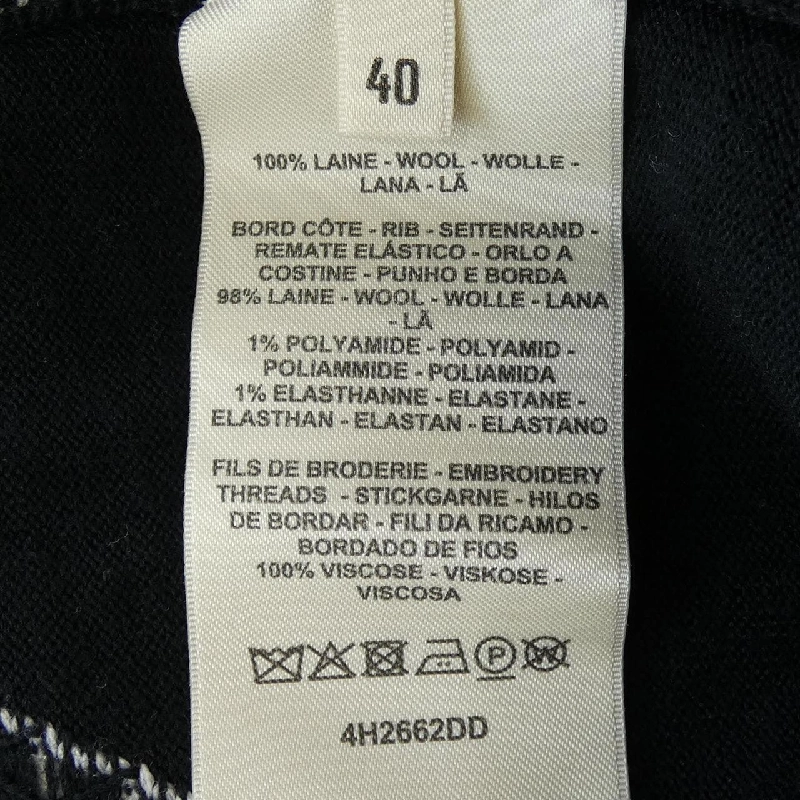 40
100% LAINE - WOOL - WOLLE -
LANA - LÃ
BORD CÔTE - RIB - SEITENRAND -
REMATE ELÁSTICO - ORLO A
COSTINE - PUNHO E BORDA
98% LAINE - WOOL - WOLLE - LANA
- LÃ
1% POLYAMIDE - POLYAMID -
POLIAMMIDE - POLIAMIDA
1% ELASTHANNE - ELASTANE -
ELASTHAN - ELASTAN - ELASTANO
FILS DE BRODERIE - EMBROIDERY
THREADS - STICKGARNE - HILOS
DE BORDAR - FILI DA RICAMO -
BORDADO DE FIOS
100% VISCOSE - VISKOSE -
VISCOSA
P W
4H2662DD